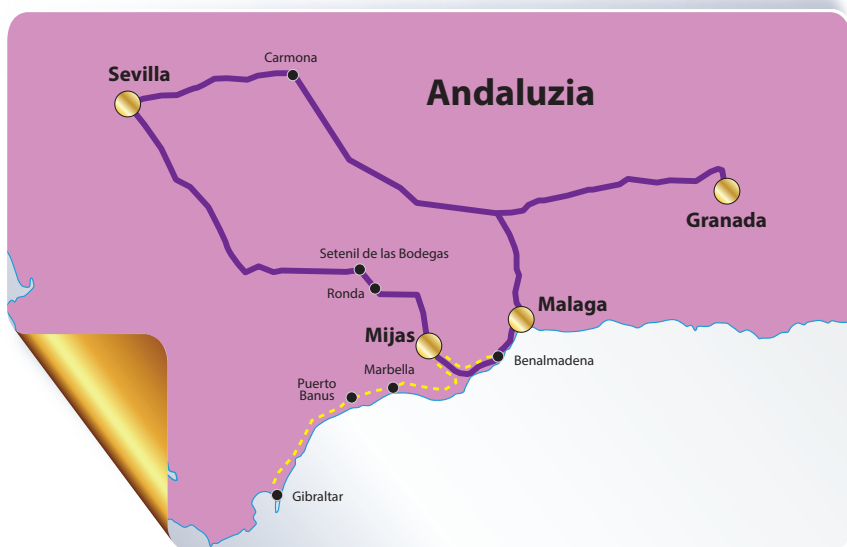 Carmona
Sevilla
Andaluzia
Granada
Setenil de las Bodegas
Ronda
Malaga
Mijas
Benalmadena
Marbella
Puerto
Banus
Gibraltar